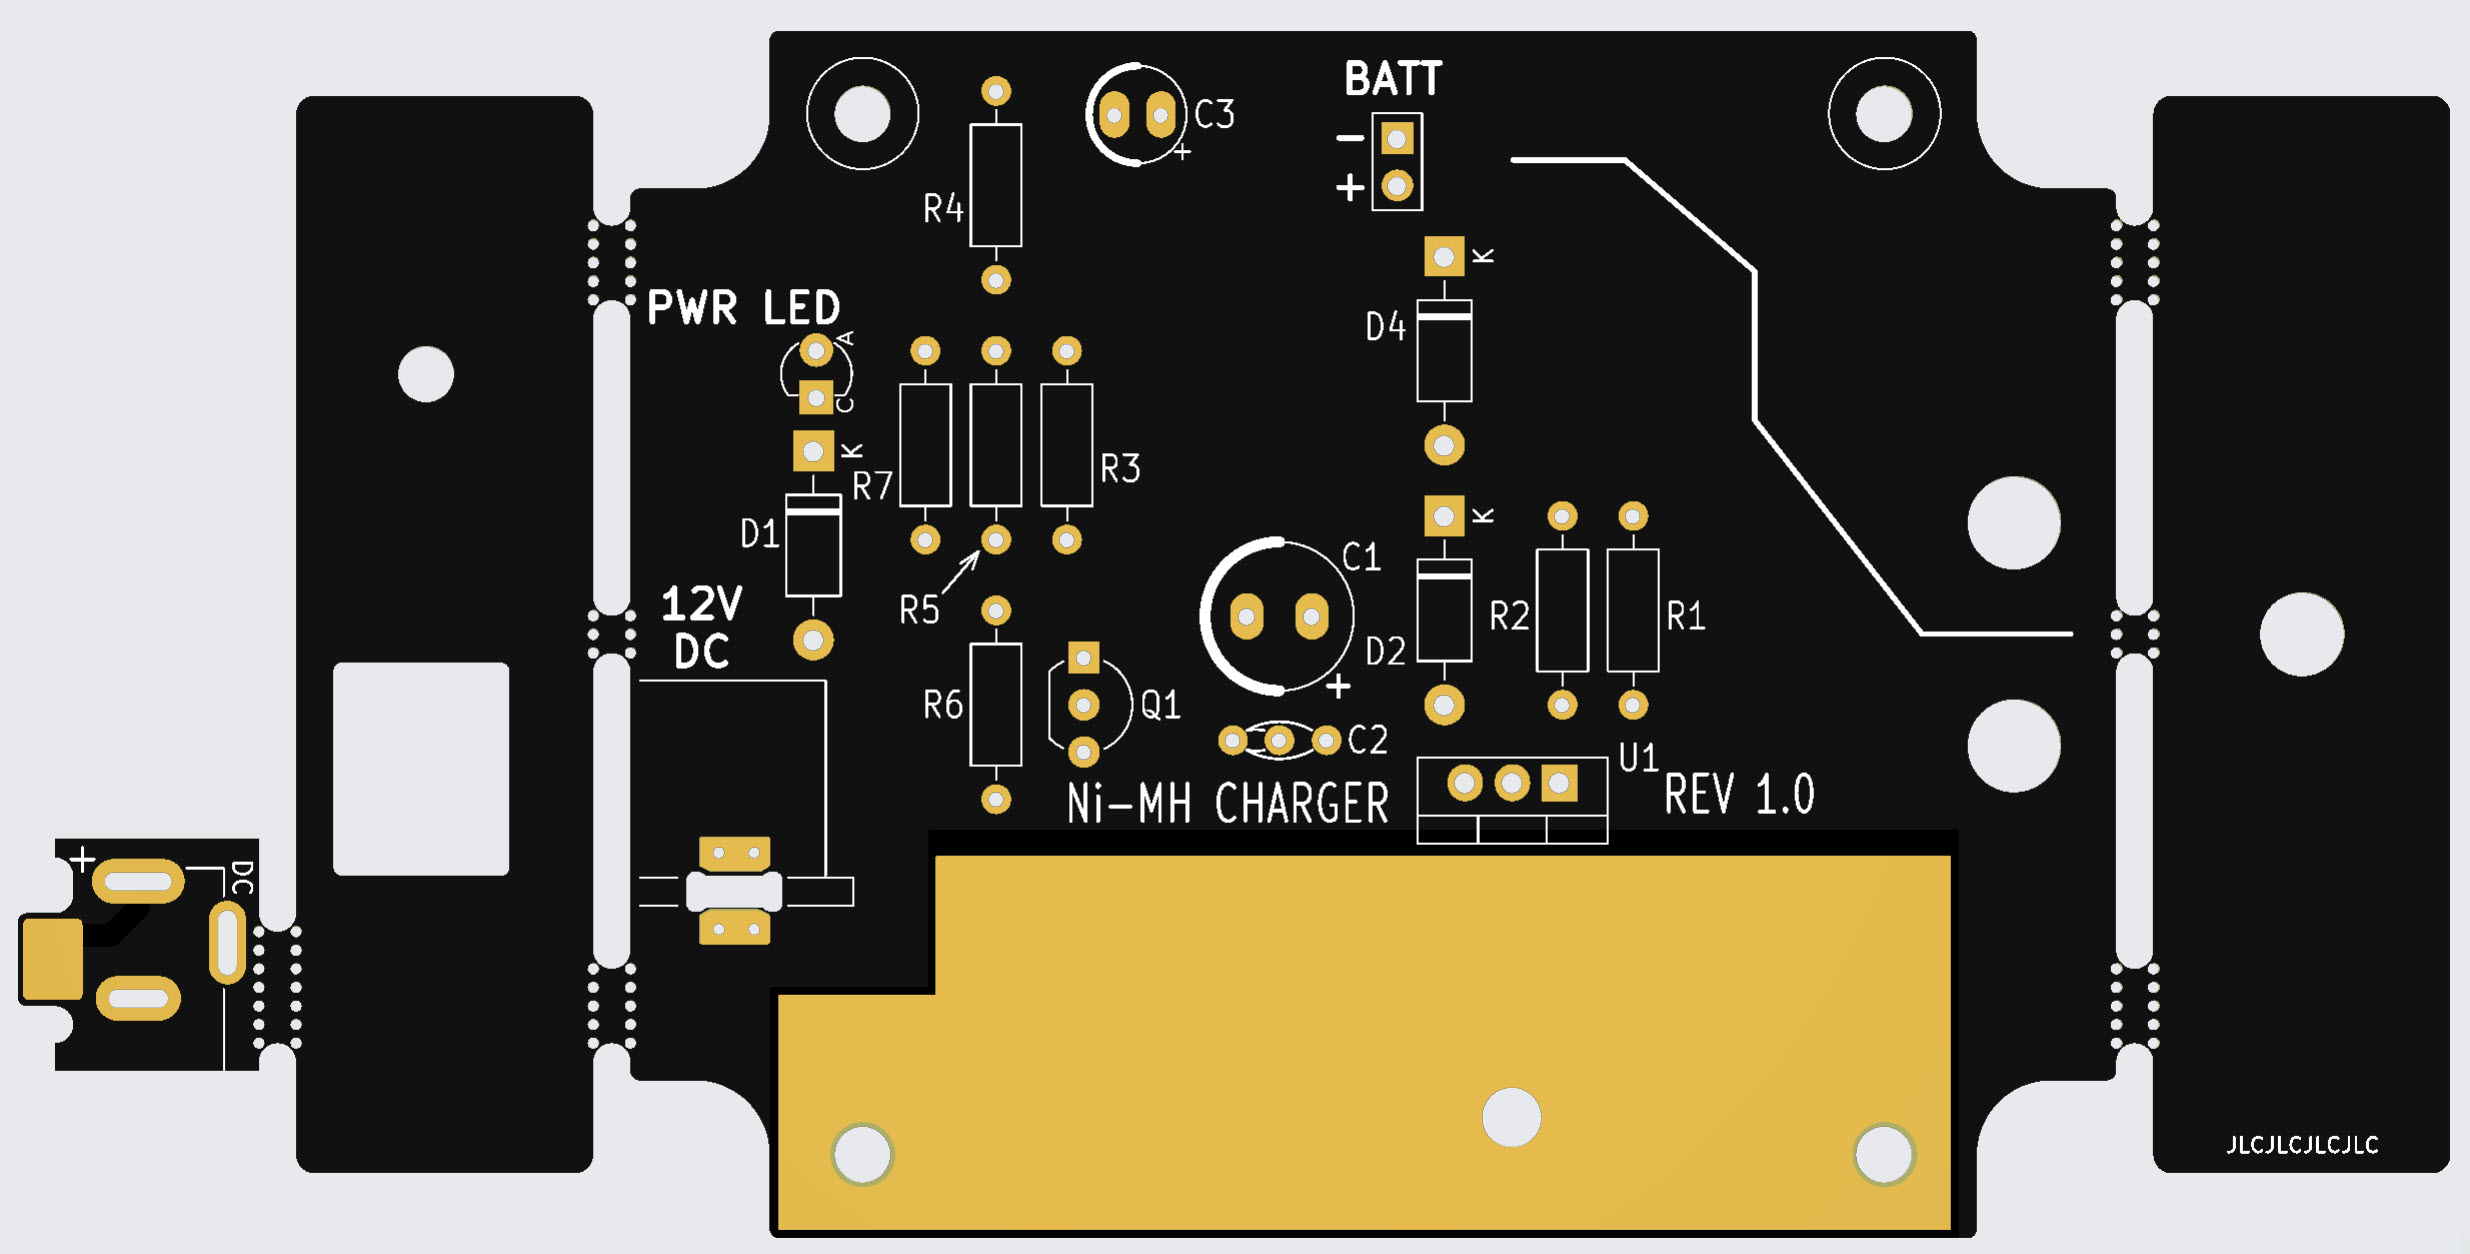 BATT
C3
-
+
+
R4
K
PWR LED
D4
A
C
K
R7
R3
K
D1
C1
12V
R5
R2
R1
DC
D2
+
R6
Q1
C2
U1
Ni-MH CHARGER
REV 1.0
+
DC
JLCJLCJLCJLC